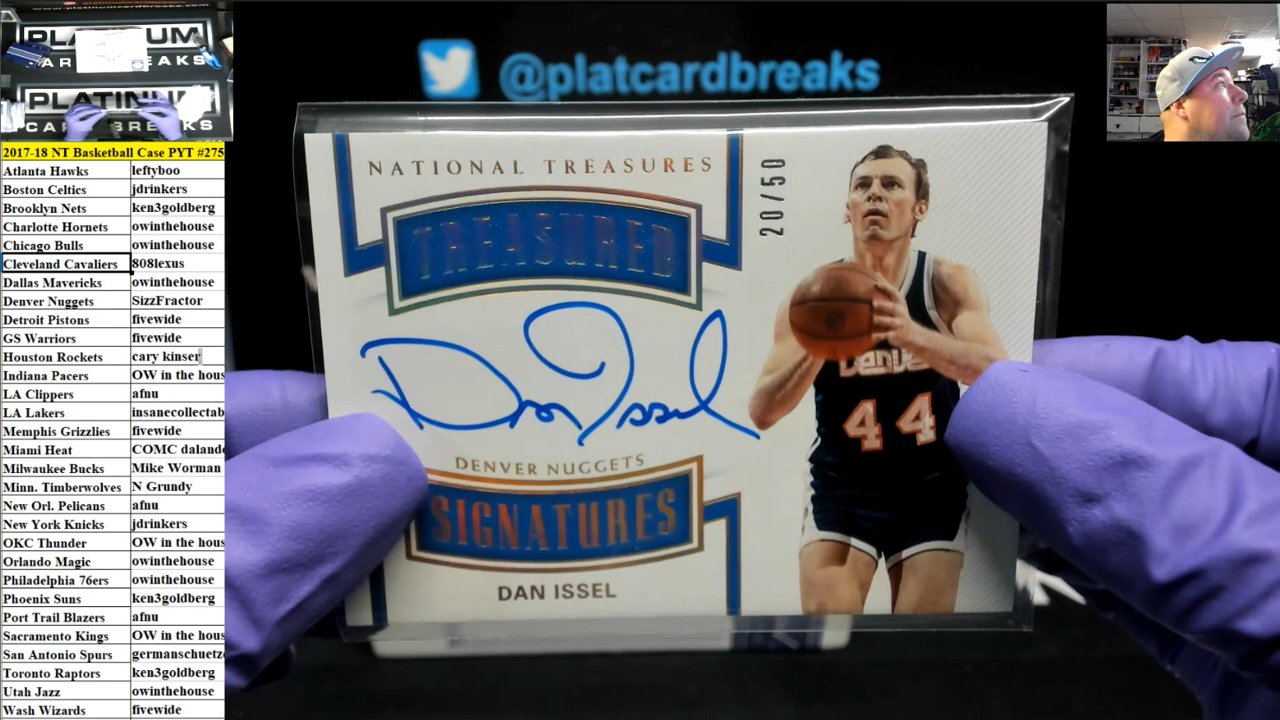 PLATINUM
CARD BREAKS
PLATINUM
CARD BREAKS
@platcardbreaks
2017-18 NT Basketball Case PYT #275
Atlanta Hawks leftyboo
Boston Celtics jdrinkers
Brooklyn Nets ken3goldberg
Charlotte Hornets owinthehouse
Chicago Bulls owinthehouse
Cleveland Cavaliers 808lexus
Dallas Mavericks owinthehouse
Denver Nuggets SizzFractor
Detroit Pistons fivewide
GS Warriors fivewide
Houston Rockets cary kinser
Indiana Pacers OW in the hous
LA Clippers afnu
LA Lakers insanecollectab
Memphis Grizzlies fivewide
Miami Heat COMC daland
Milwaukee Bucks Mike Worman
Minn. Timberwolves N Grundy
New Orl. Pelicans afnu
New York Knicks jdrinkers
OKC Thunder OW in the hous
Orlando Magic owinthehouse
Philadelphia 76ers owinthehouse
Phoenix Suns ken3goldberg
Port Trail Blazers afnu
Sacramento Kings OW in the hous
San Antonio Spurs germanschuetz
Toronto Raptors ken3goldberg
Utah Jazz owinthehouse
Wash Wizards fivewide
NATIONAL TREASURES
TREASURED
20/50
Dan Issel
DENVER NUGGETS
SIGNATURES
DAN ISSEL
Denver
44